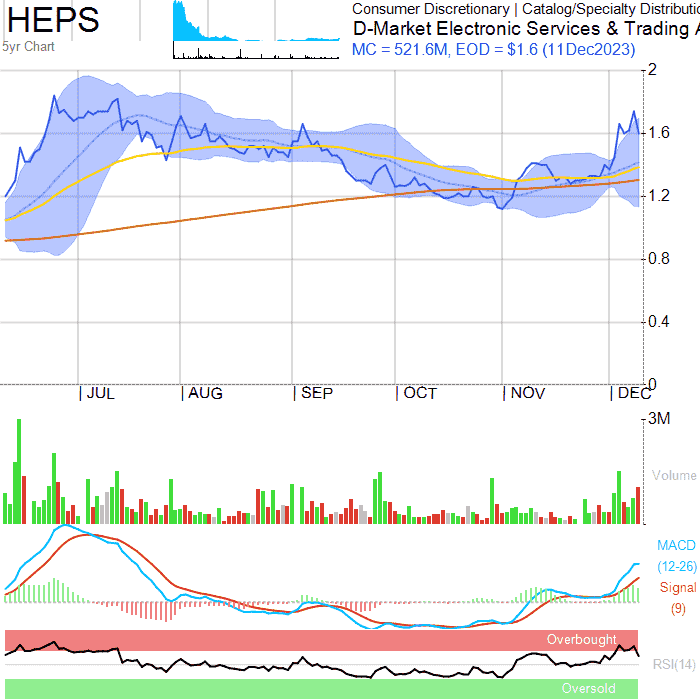 HEPS
5yr Chart
Consumer Discretionary | Catalog/Specialty Distributio
D-Market Electronic Services & Trading A
MC = 521.6M, EOD = $1.6 (11Dec2023)
2
1.6
1.2
0.8
0.4
0
JUL AUG SEP OCT NOV DEC
3M
Volume
MACD
(12-26)
Signal
(9)
Overbought
RSI(14)
Oversold